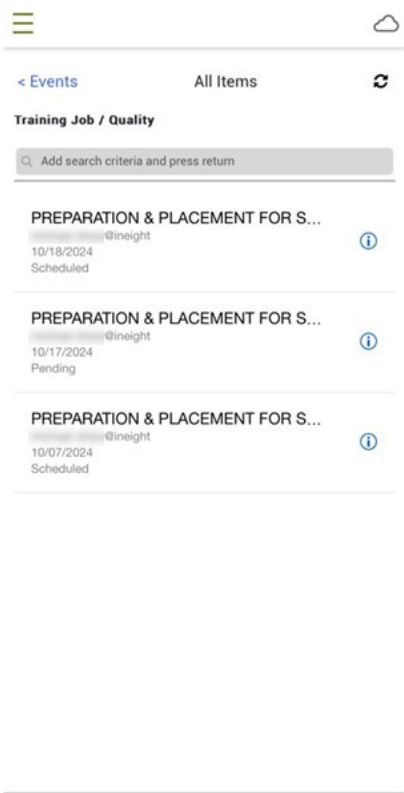 < Events
All Items
Training Job / Quality
Add search criteria and press return
PREPARATION & PLACEMENT FOR S...
@ineight
10/18/2024
Scheduled
PREPARATION & PLACEMENT FOR S...
@ineight
10/17/2024
Pending
PREPARATION & PLACEMENT FOR S...
@ineight
10/07/2024
Scheduled